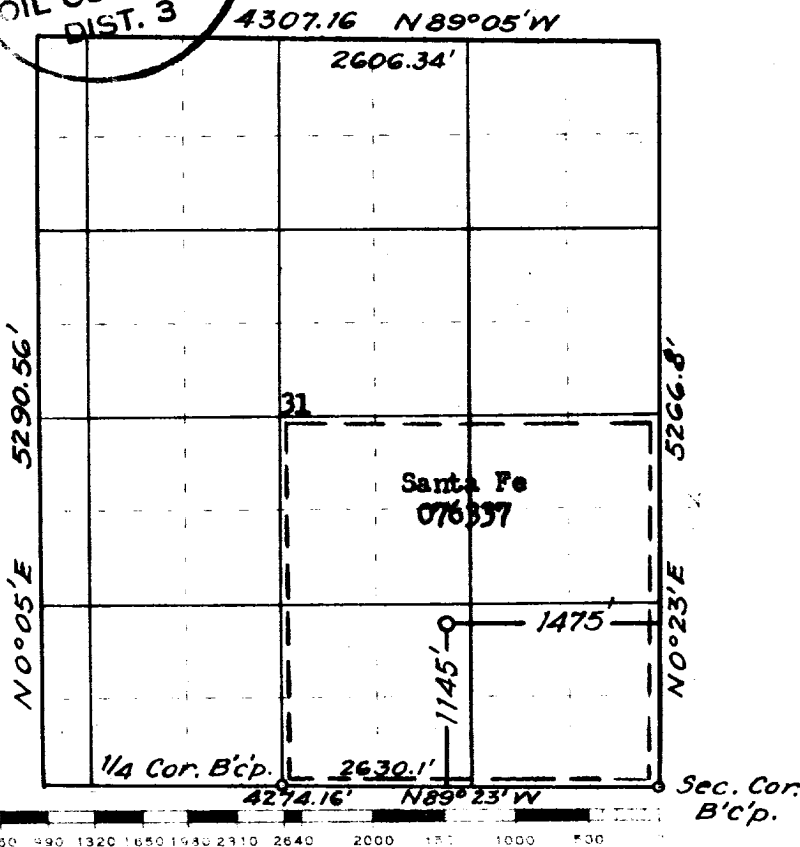 DIST. 3
4307.16 N89°05'W
2606.34'
5290.56'
N0°05'E
5266.8'
N0°23'E
31
Santa Fe
076337
1475'
1145'
1/4 Cor. B'c'p.
2630.1'
Sec. Cor.
B'c'p.
4274.16' N89°23'W
990 1320 1650 1980 2310 2640 2000 1000 500